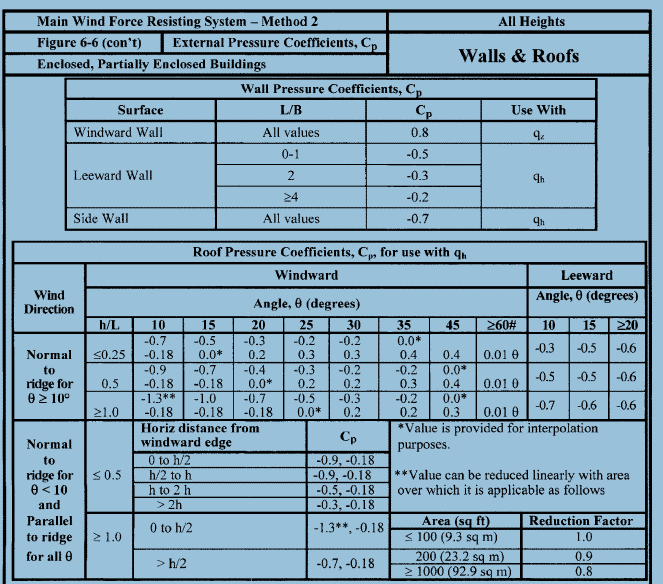 Main Wind Force Resisting System – Method 2 All Heights
Figure 6-6 (con't) External Pressure Coefficients, Cp
Walls & Roofs
Enclosed, Partially Enclosed Buildings
Wall Pressure Coefficients, Cp
Surface L/B Cp Use With
Windward Wall All values 0.8 qz
Leeward Wall 0-1 -0.5 qh
2 -0.3
≥4 -0.2
Side Wall All values -0.7 qh
Roof Pressure Coefficients, Cp, for use with qh
Wind Direction Windward Leeward
Angle, θ (degrees) Angle, θ (degrees)
h/L 10 15 20 25 30 35 45 ≥60# 10 15 ≥20
Normal to ridge for θ ≥ 10°
≤0.25 -0.7 -0.5 -0.3 -0.2 -0.2 0.0* -0.3 -0.5 -0.6
-0.18 0.0* 0.2 0.3 0.3 0.4 0.4 0.01 θ
0.5 -0.9 -0.7 -0.4 -0.3 -0.2 -0.2 0.0* -0.5 -0.5 -0.6
-0.18 -0.18 0.0* 0.2 0.2 0.3 0.4 0.01 θ
≥1.0 -1.3** -1.0 -0.7 -0.5 -0.3 -0.2 0.0* -0.7 -0.6 -0.6
-0.18 -0.18 -0.18 0.0* 0.2 0.2 0.3 0.01 θ
Normal to ridge for θ < 10 and Parallel to ridge for all θ
Horiz distance from windward edge Cp
≤ 0.5 0 to h/2 -0.9, -0.18
h/2 to h -0.9, -0.18
h to 2 h -0.5, -0.18
> 2h -0.3, -0.18
≥ 1.0 0 to h/2 -1.3**, -0.18
> h/2 -0.7, -0.18
*Value is provided for interpolation
purposes.
**Value can be reduced linearly with area
over which it is applicable as follows
Area (sq ft) Reduction Factor
≤ 100 (9.3 sq m) 1.0
200 (23.2 sq m) 0.9
≥ 1000 (92.9 sq m) 0.8